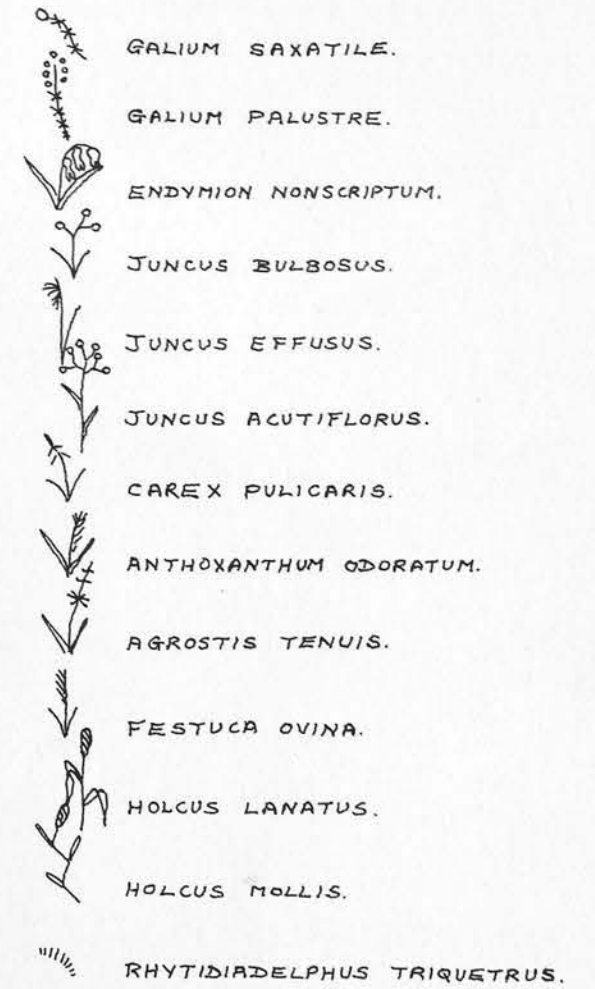 GALIUM SAXATILE.
GALIUM PALUSTRE.
ENDYMION NONSCRIPTUM.
JUNCUS BULBOSUS.
JUNCUS EFFUSUS.
JUNCUS ACUTIFLORUS.
CAREX PULICARIS.
ANTHOXANTHUM ODORATUM.
AGROSTIS TENUIS.
FESTUCA OVINA.
HOLCUS LANATUS.
HOLCUS MOLLIS.
RHYTIDIADELPHUS TRIQUETRUS.